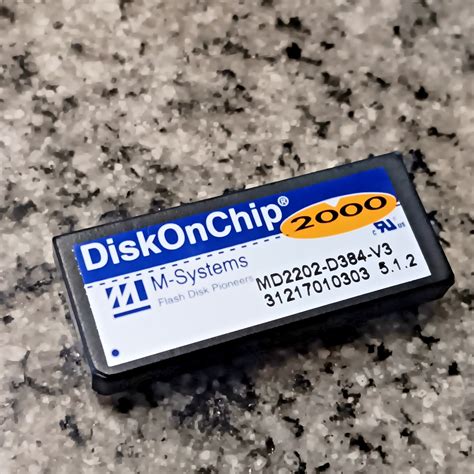 DiskOnChip® 2000
M-Systems
Flash Disk Pioneers
MD2202-D384-V3
31217010303 5.1.2